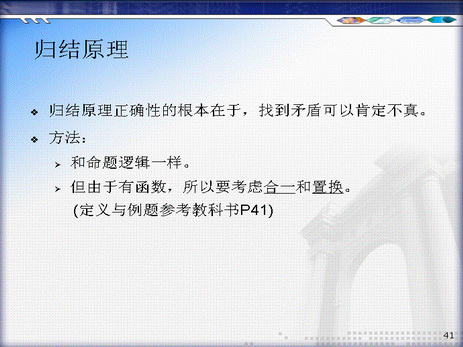 归结原理
归结原理正确性的根本在于，找到矛盾可以肯定不真。
方法：
和命题逻辑一样。
但由于有函数，所以要考虑合一和置换。
(定义与例题参考教科书P41)
41